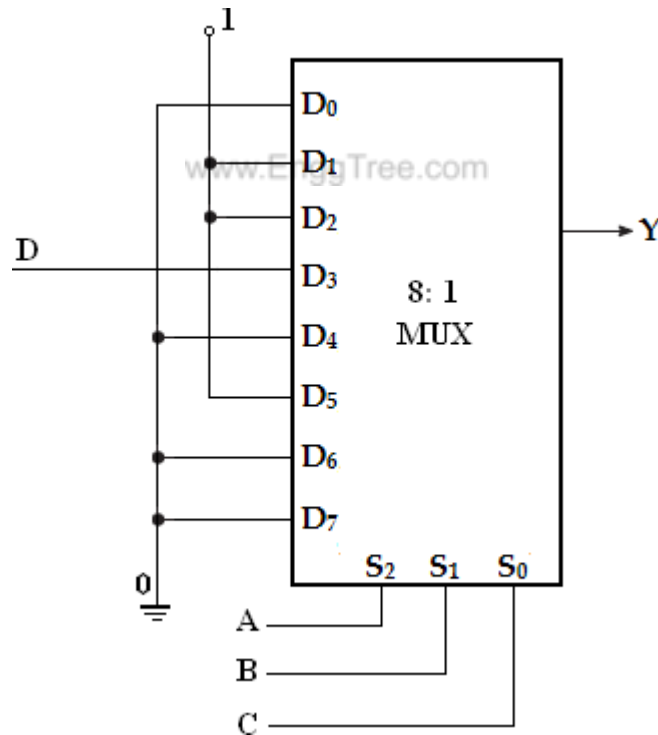 1
D₀
D₁
www.EnggTree.com
D₂
D
D₃
Y
8: 1
MUX
D₄
D₅
D₆
D₇
0
S₂ S₁ S₀
A
B
C